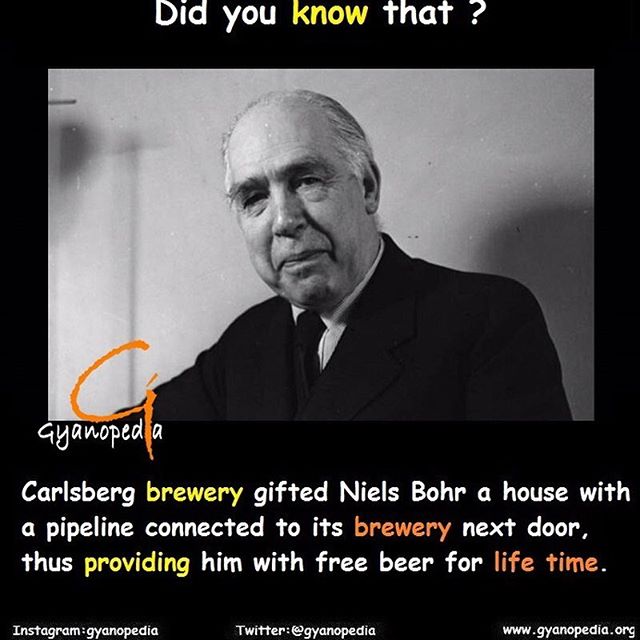 Did you know that ?
G
Gyanopedia
Carlsberg brewery gifted Niels Bohr a house with
a pipeline connected to its brewery next door,
thus providing him with free beer for life time.
Instagram:gyanopedia Twitter:@gyanopedia www.gyanopedia.org